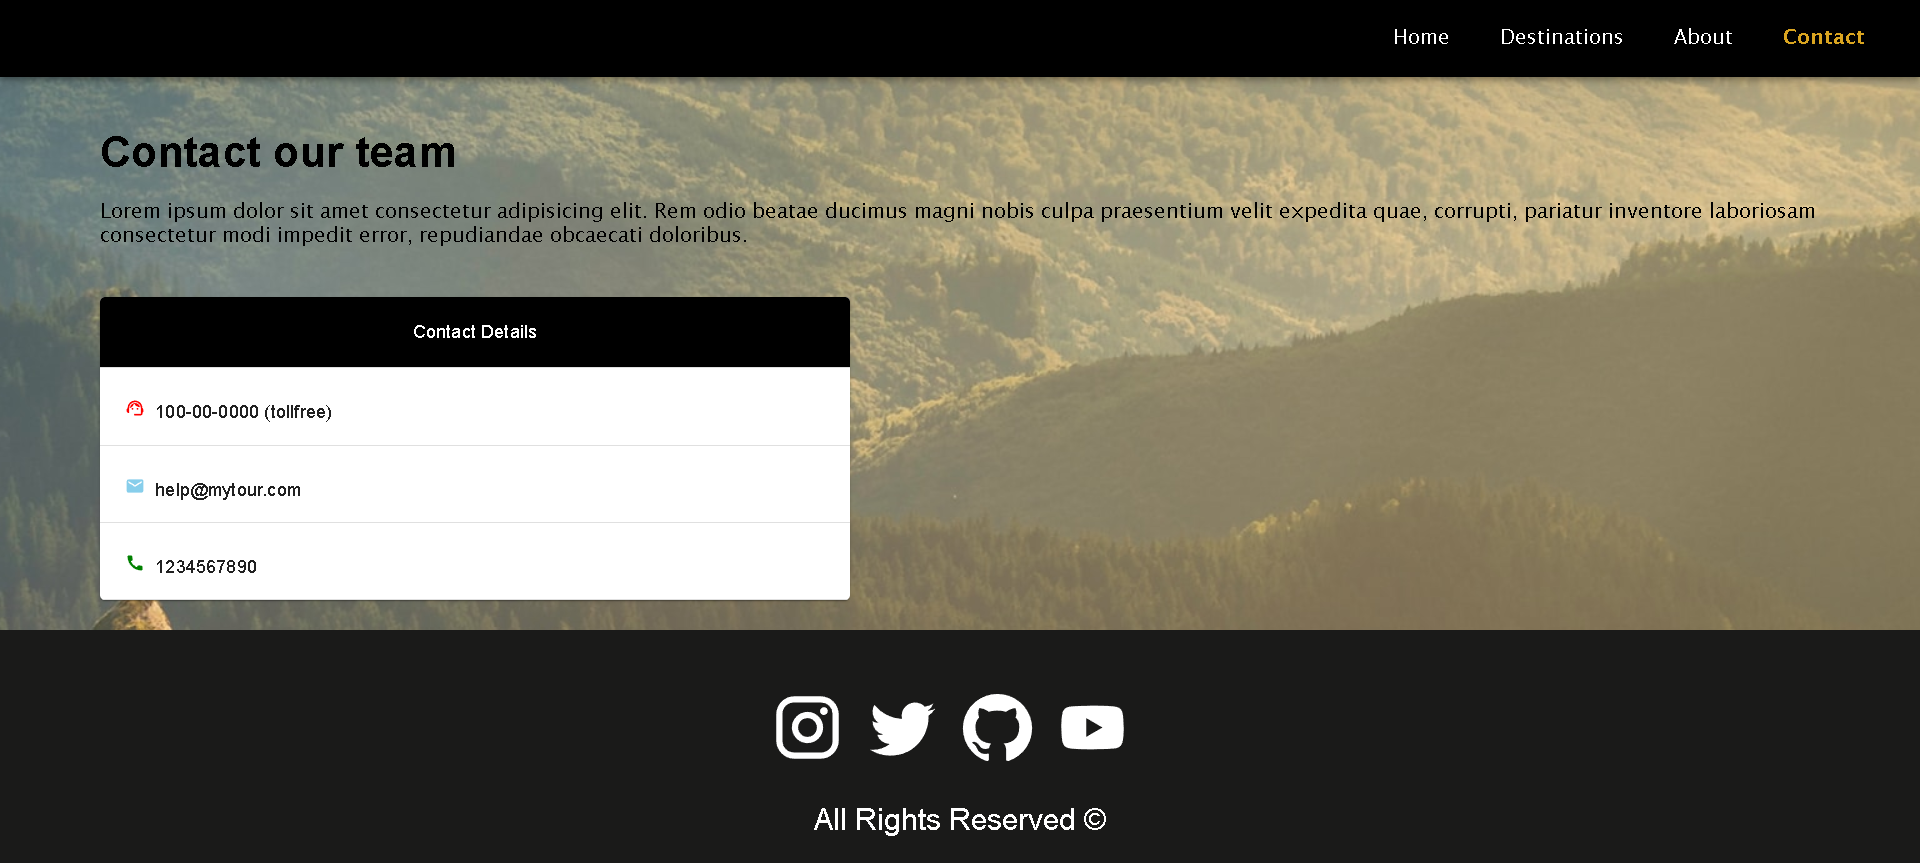 Home Destinations About Contact
Contact our team
Lorem ipsum dolor sit amet consectetur adipisicing elit. Rem odio beatae ducimus magni nobis culpa praesentium velit expedita quae, corrupti, pariatur inventore laboriosam
consectetur modi impedit error, repudiandae obcaecati doloribus.
Contact Details
100-00-0000 (tollfree)
help@mytour.com
1234567890
All Rights Reserved ©